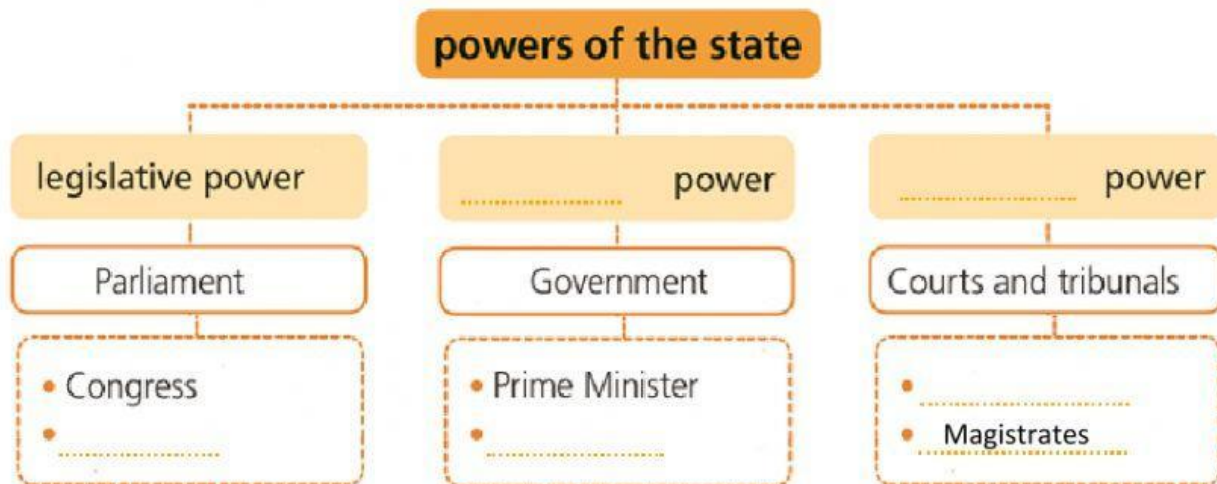 powers of the state
legislative power
power
power
Parliament
Government
Courts and tribunals
• Congress
•
• Prime Minister
•
•
• Magistrates